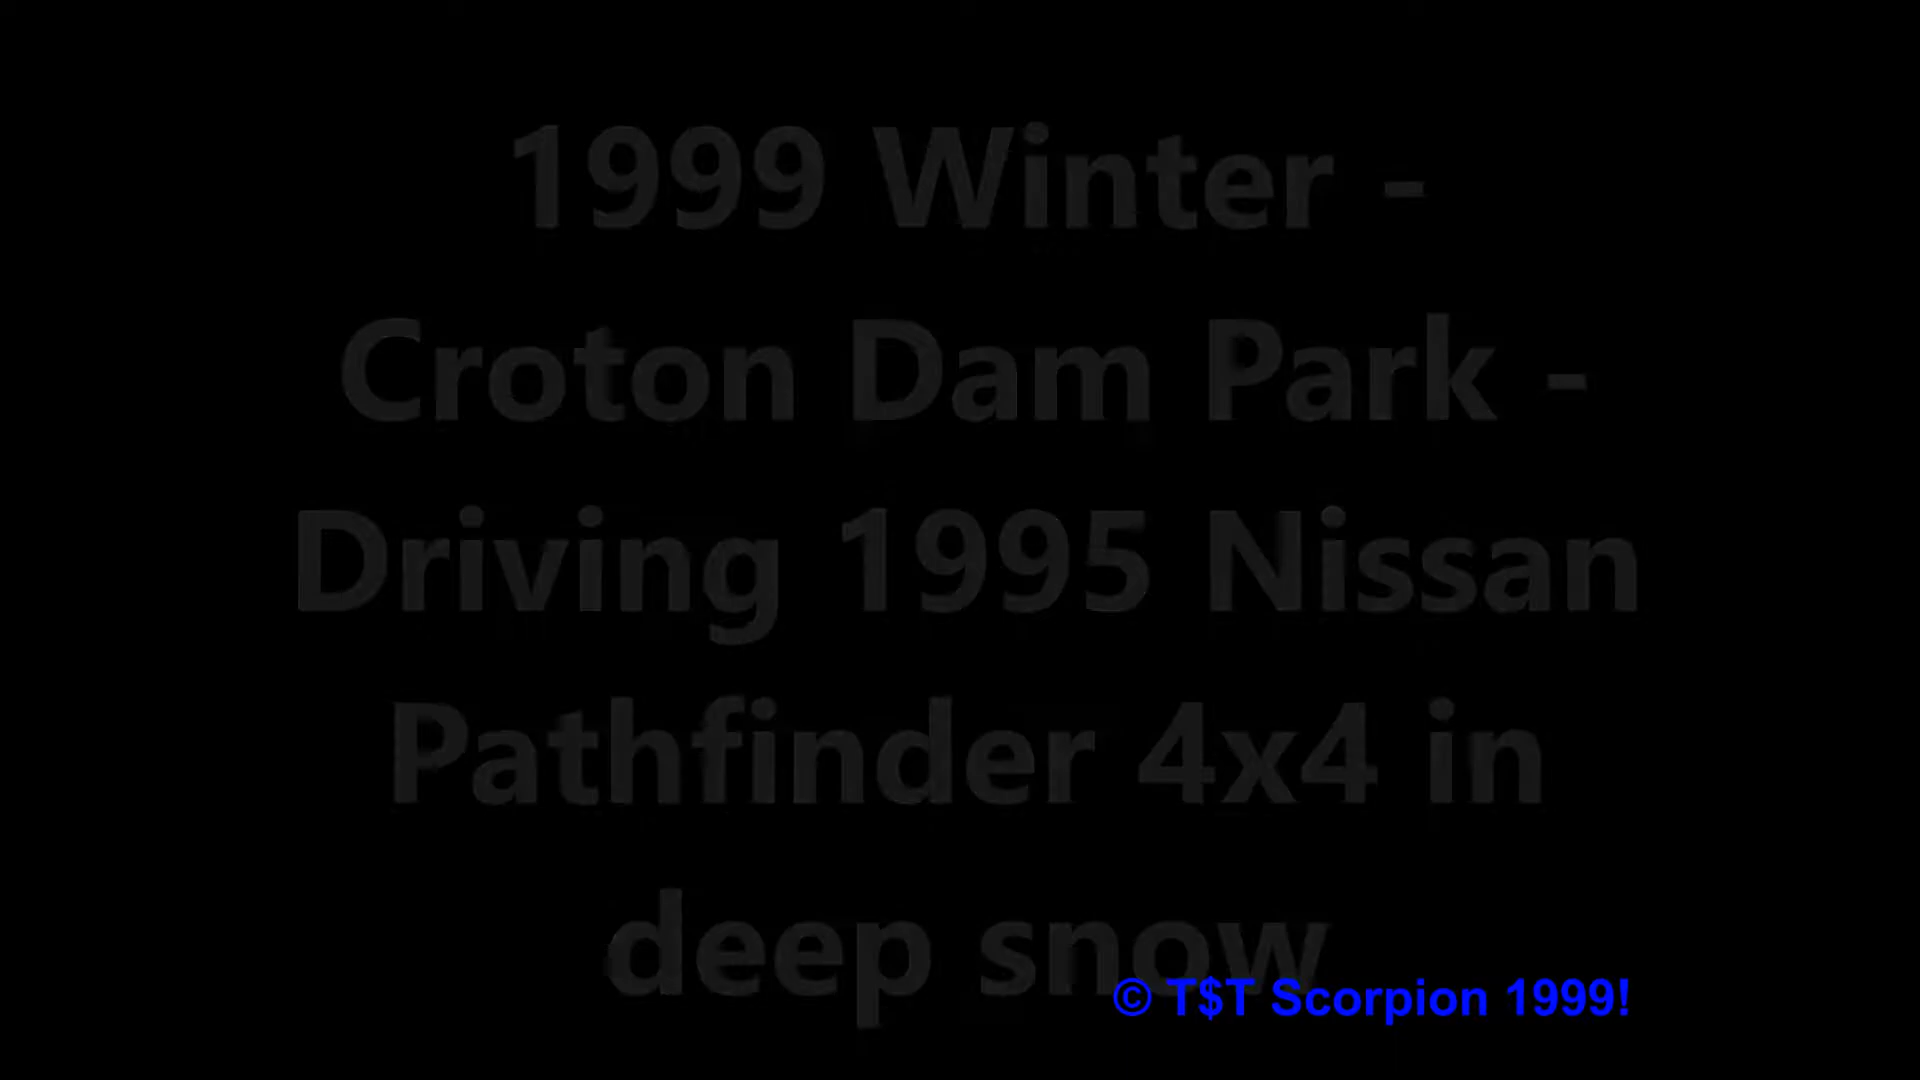 1999 Winter -
Croton Dam Park -
Driving 1995 Nissan
Pathfinder 4x4 in
deep snow
© T$T Scorpion 1999!